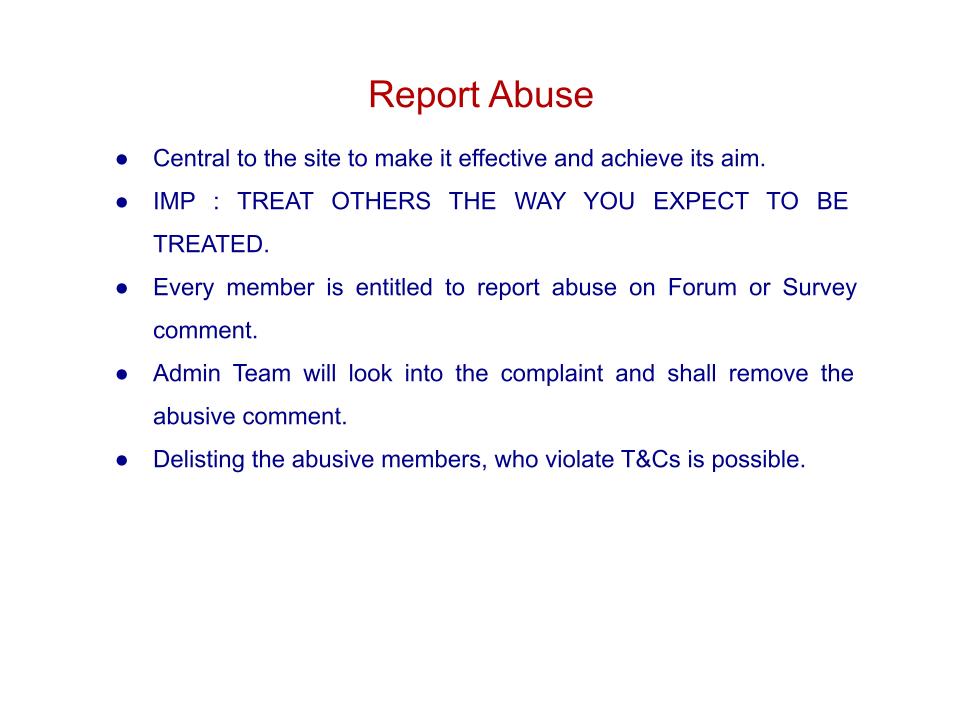 Report Abuse
● Central to the site to make it effective and achieve its aim.
● IMP : TREAT OTHERS THE WAY YOU EXPECT TO BE
TREATED.
● Every member is entitled to report abuse on Forum or Survey
comment.
● Admin Team will look into the complaint and shall remove the
abusive comment.
● Delisting the abusive members, who violate T&Cs is possible.